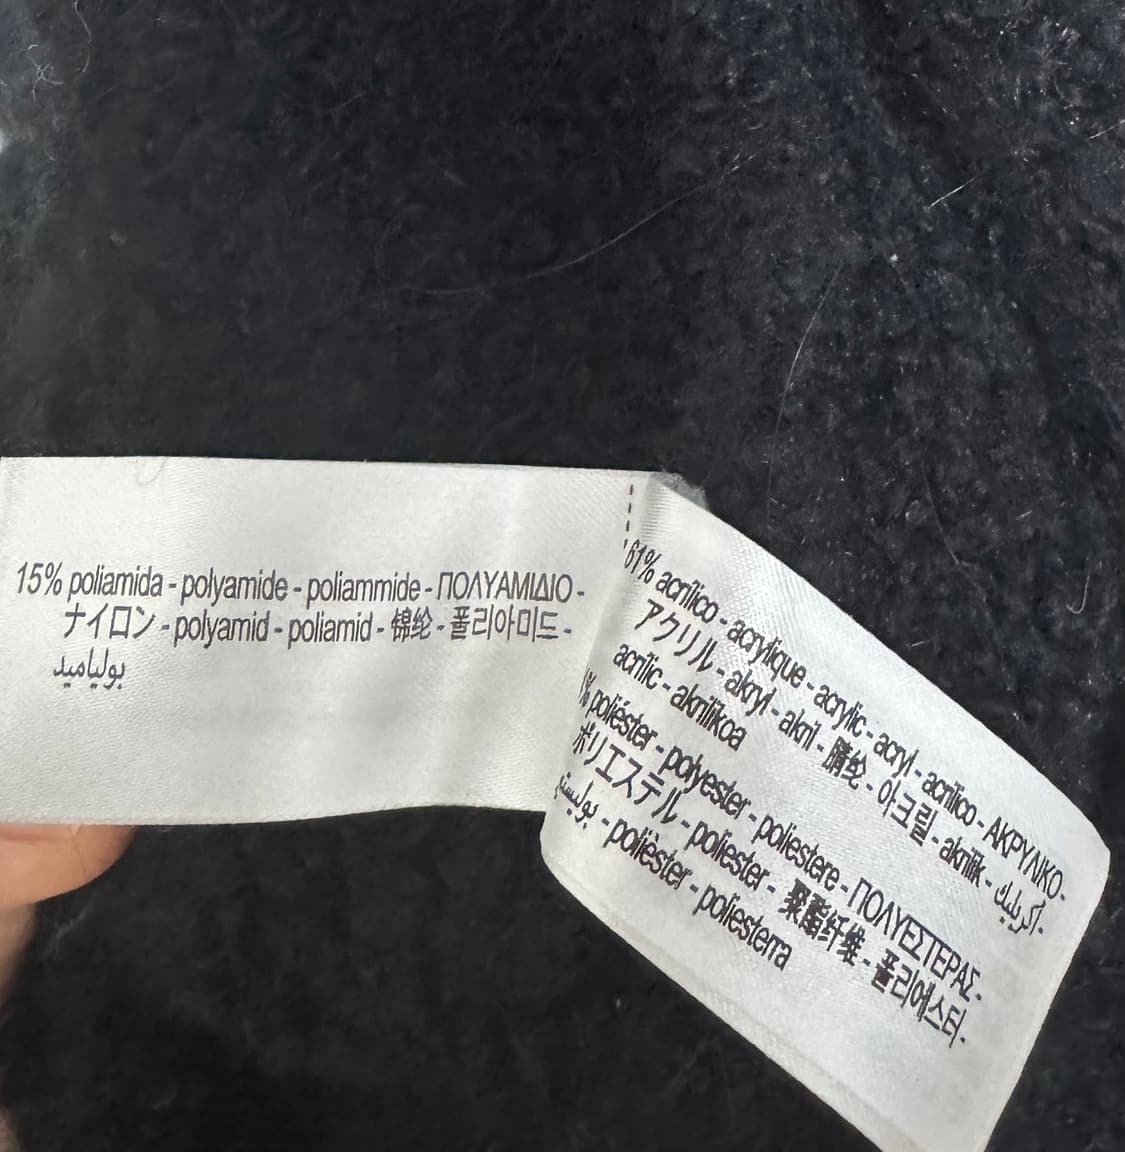 15% poliamida - polyamide - poliammide - ΠΟΛΥΑΜΙΔΙΟ -
ナイロン - polyamid - poliamid - 锦纶 - 폴리아미드 -
بولياميد
61% acrílico - acrylique - acrylic - acryl - acrilico - ΑΚΡΥΛΙΚΟ -
アクリル - akryl - akril - 腈纶 - 아크릴 - akrilik - أكريليك -
acrílic - akrilikoa
% poliéster - polyester - poliestere - ΠΟΛΥΕΣΤΕΡΑΣ -
ポリエステル - poliester - 聚酯纤维 - 폴리에스터 -
بوليستر - polièster - poliesterra